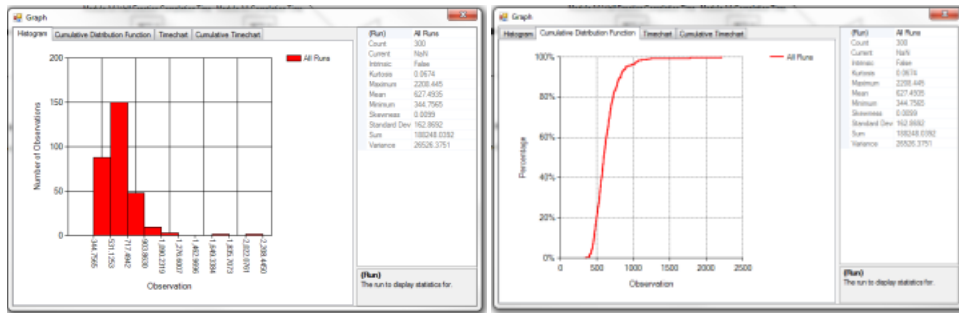 Graph
Histogram Cumulative Distribution Function Timechart Cumulative Timechart
All Runs
200
150
100
50
0
Number of Observations
344.7565
531.1253
717.4942
903.8630
1,090.2319
1,276.6007
1,462.9696
1,649.3384
1,835.7073
2,022.0761
2,208.4450
Observation
(Run) All Runs
Count 300
Current NaN
Intrinsic False
Kurtosis 0.0674
Maximum 2208.445
Mean 627.4935
Minimum 344.7565
Skewness 0.0099
Standard Dev 162.8692
Sum 188248.0392
Variance 26526.3751
(Run)
The run to display statistics for.
Graph
Histogram Cumulative Distribution Function Timechart Cumulative Timechart
All Runs
100%
80%
60%
40%
20%
0%
Percentage
0 500 1000 1500 2000 2500
Observation
(Run) All Runs
Count 300
Current NaN
Intrinsic False
Kurtosis 0.0674
Maximum 2208.445
Mean 627.4935
Minimum 344.7565
Skewness 0.0099
Standard Dev 162.8692
Sum 188248.0392
Variance 26526.3751
(Run)
The run to display statistics for.